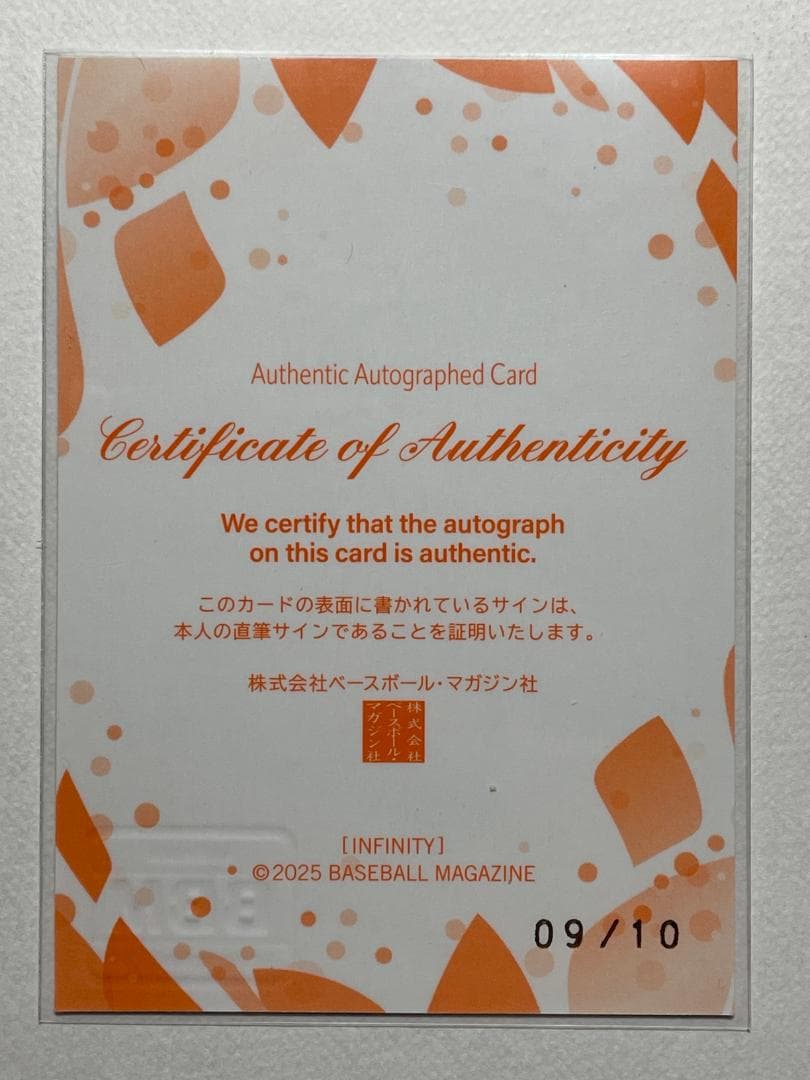 Authentic Autographed Card
Certificate of Authenticity
We certify that the autograph
on this card is authentic.
このカードの表面に書かれているサインは、
本人の直筆サインであることを証明いたします。
株式会社ベースボール・マガジン社
株式会社
ベースボール・
マガジン社
[INFINITY]
©2025 BASEBALL MAGAZINE
09/10
BBM